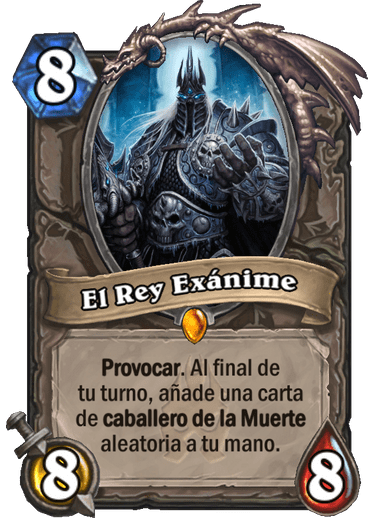 8
El Rey Exánime
Provocar. Al final de
tu turno, añade una carta
de caballero de la Muerte
aleatoria a tu mano.
8
8